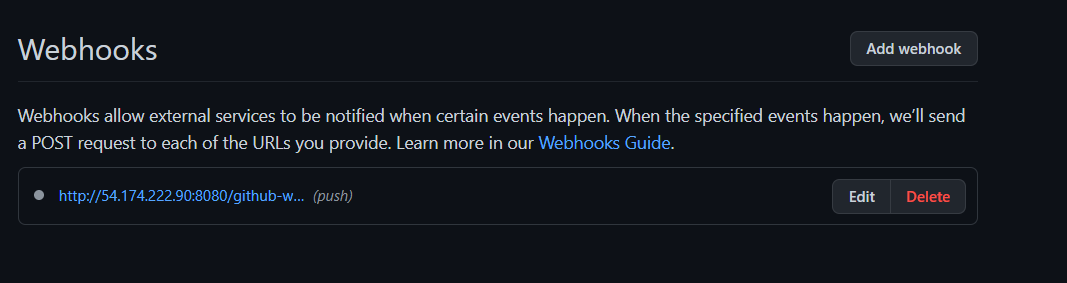 Webhooks
Add webhook
Webhooks allow external services to be notified when certain events happen. When the specified events happen, we’ll send
a POST request to each of the URLs you provide. Learn more in our Webhooks Guide.
http://54.174.222.90:8080/github-w... (push)
Edit
Delete